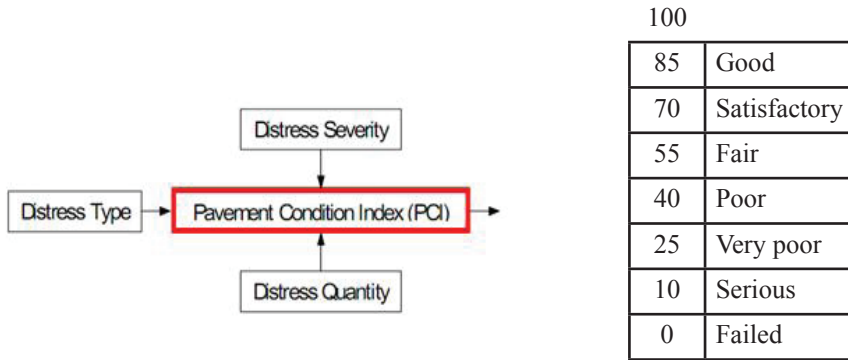 Distress Severity
Distress Type
Pavement Condition Index (PCI)
Distress Quantity
100
85 Good
70 Satisfactory
55 Fair
40 Poor
25 Very poor
10 Serious
0 Failed